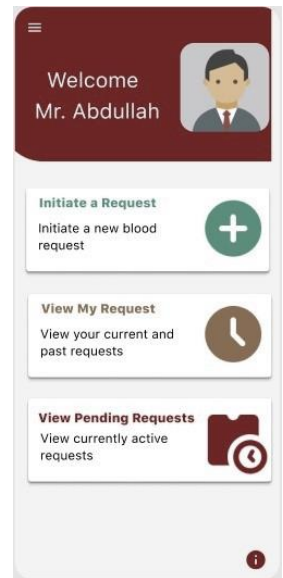 Welcome
Mr. Abdullah
Initiate a Request
Initiate a new blood
request
View My Request
View your current and
past requests
View Pending Requests
View currently active
requests